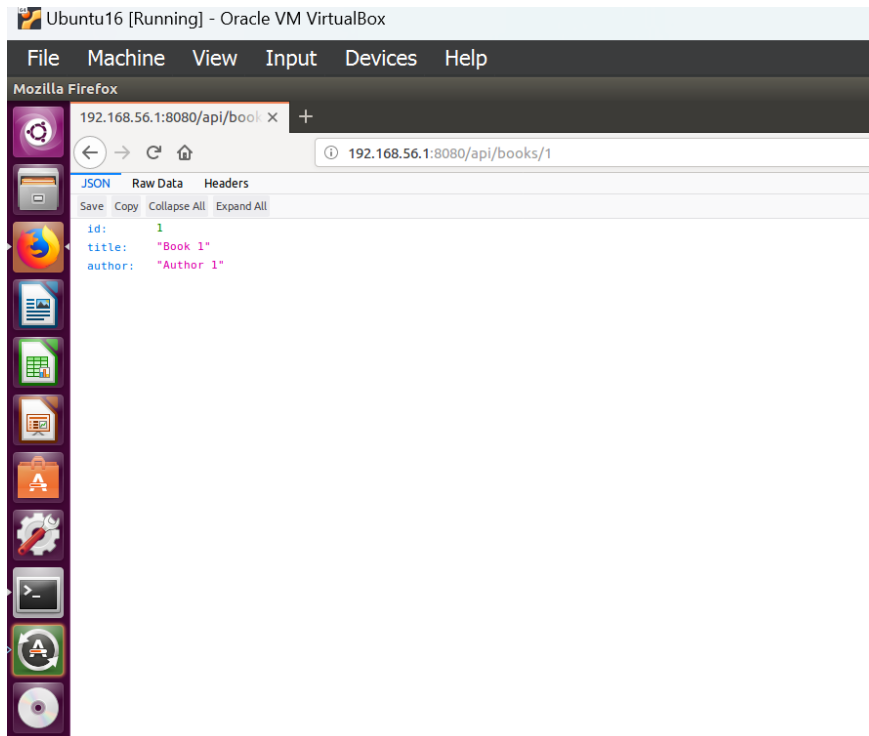 Ubuntu16 [Running] - Oracle VM VirtualBox
File Machine View Input Devices Help
Mozilla Firefox
192.168.56.1:8080/api/book
192.168.56.1:8080/api/books/1
JSON Raw Data Headers
Save Copy Collapse All Expand All
id: 1
title: "Book 1"
author: "Author 1"